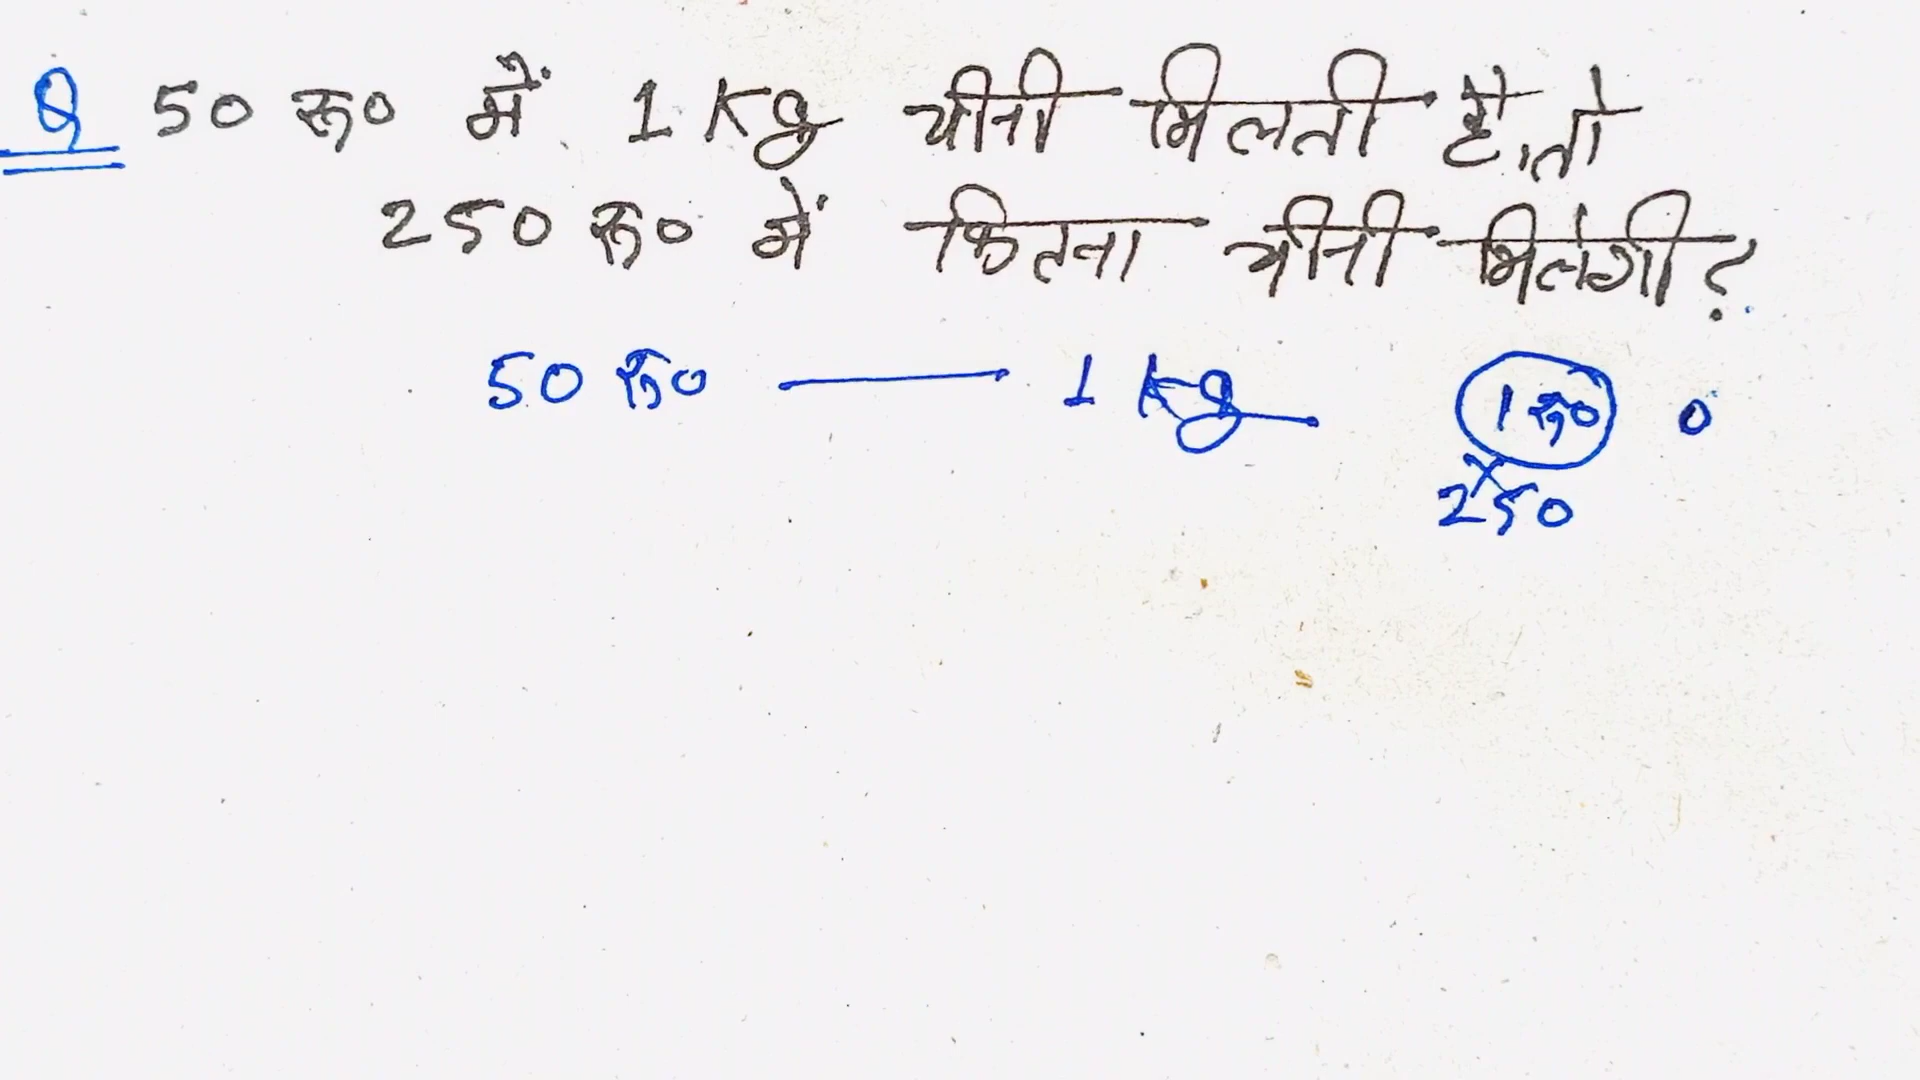 Q 50 रू० में 1 Kg चीनी मिलती है, तो
250 रू० में कितना चीनी मिलेगी?
50 रू० — 1 Kg
1 रू० 0
×
250